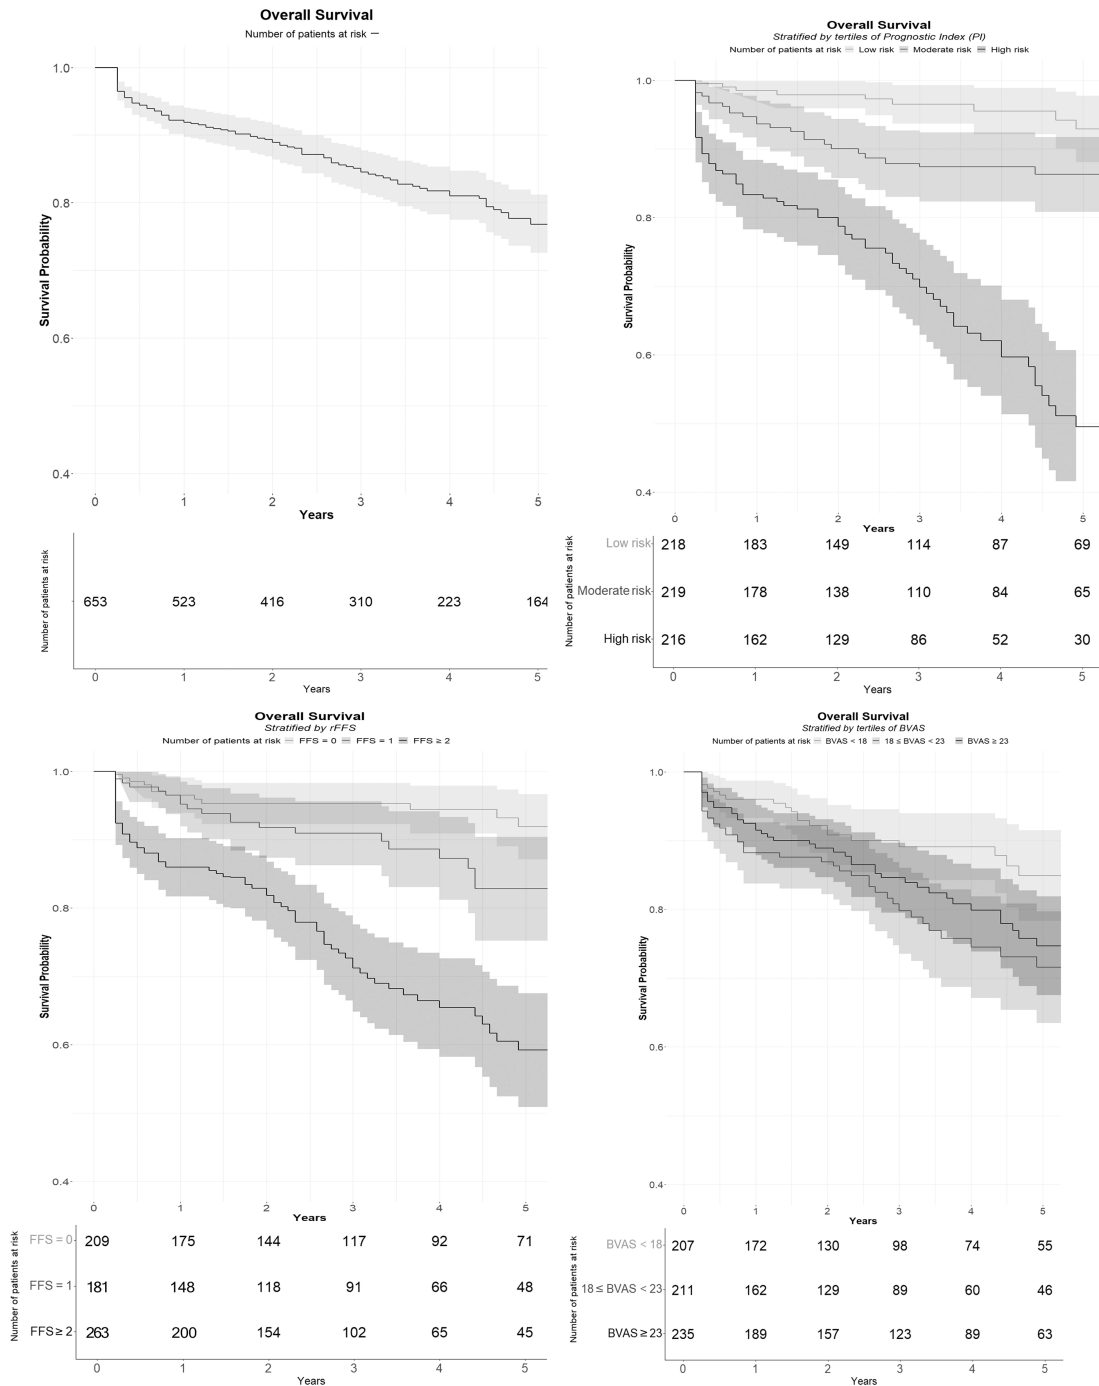 Overall Survival
Number of patients at risk
1.0
0.8
0.6
0.4
Survival Probability
0 1 2 3 4 5
Years
Number of patients at risk
653 523 416 310 223 164
0 1 2 3 4 5
Years
Overall Survival
Stratified by tertiles of Prognostic Index (PI)
Number of patients at risk Low risk Moderate risk High risk
1.0
0.8
0.6
0.4
Survival Probability
0 1 2 3 4 5
Years
Number of patients at risk
Low risk 218 183 149 114 87 69
Moderate risk 219 178 138 110 84 65
High risk 216 162 129 86 52 30
0 1 2 3 4 5
Years
Overall Survival
Stratified by rFFS
Number of patients at risk FFS = 0 FFS = 1 FFS ≥ 2
1.0
0.8
0.6
0.4
Survival Probability
0 1 2 3 4 5
Years
Number of patients at risk
FFS = 0 209 175 144 117 92 71
FFS = 1 181 148 118 91 66 48
FFS ≥ 2 263 200 154 102 65 45
0 1 2 3 4 5
Years
Overall Survival
Stratified by tertiles of BVAS
Number of patients at risk BVAS < 18 18 ≤ BVAS < 23 BVAS ≥ 23
1.0
0.8
0.6
0.4
Survival Probability
0 1 2 3 4 5
Years
Number of patients at risk
BVAS < 18 207 172 130 98 74 55
18 ≤ BVAS < 23 211 162 129 89 60 46
BVAS ≥ 23 235 189 157 123 89 63
0 1 2 3 4 5
Years